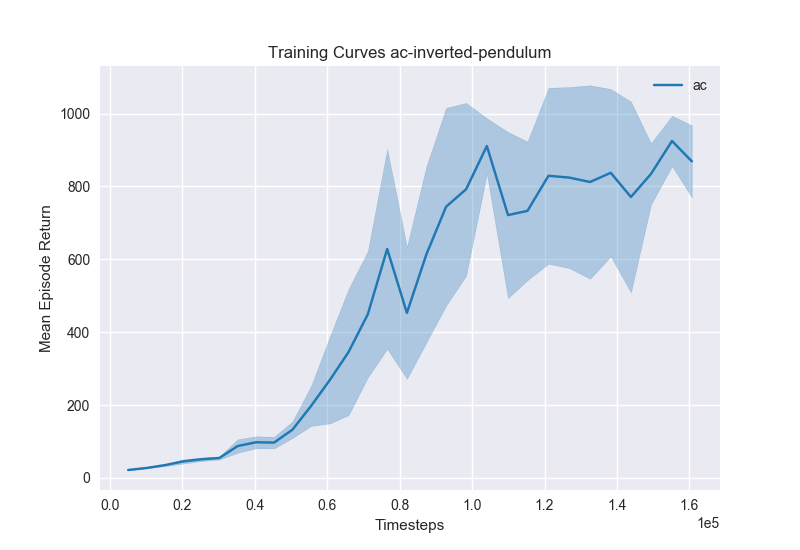 Training Curves ac-inverted-pendulum
ac
1000
800
600
400
200
0
Mean Episode Return
0.0 0.2 0.4 0.6 0.8 1.0 1.2 1.4 1.6
1e5
Timesteps